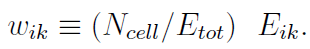 w_{ik} ≡ (N_{cell}/E_{tot}) E_{ik}.